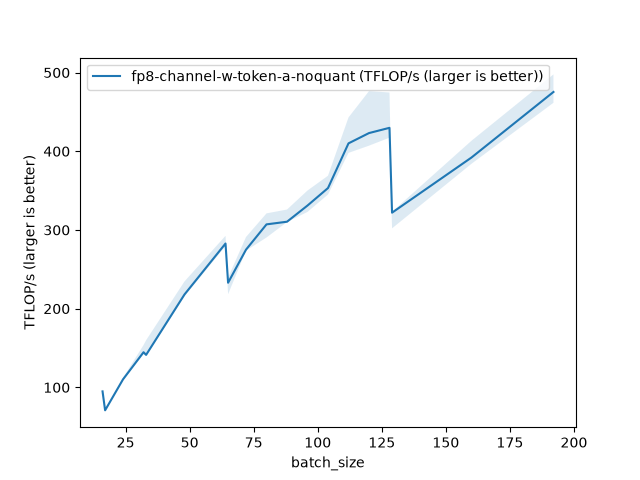 fp8-channel-w-token-a-noquant (TFLOP/s (larger is better))
TFLOP/s (larger is better)
500
400
300
200
100
25 50 75 100 125 150 175 200
batch_size